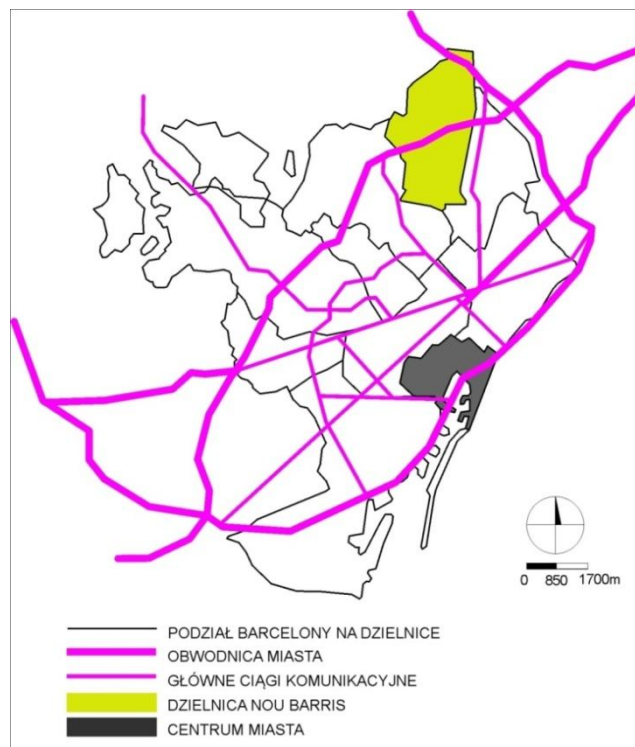 0 850 1700m
PODZIAŁ BARCELONY NA DZIELNICE
OBWODNICA MIASTA
GŁÓWNE CIĄGI KOMUNIKACYJNE
DZIELNICA NOU BARRIS
CENTRUM MIASTA